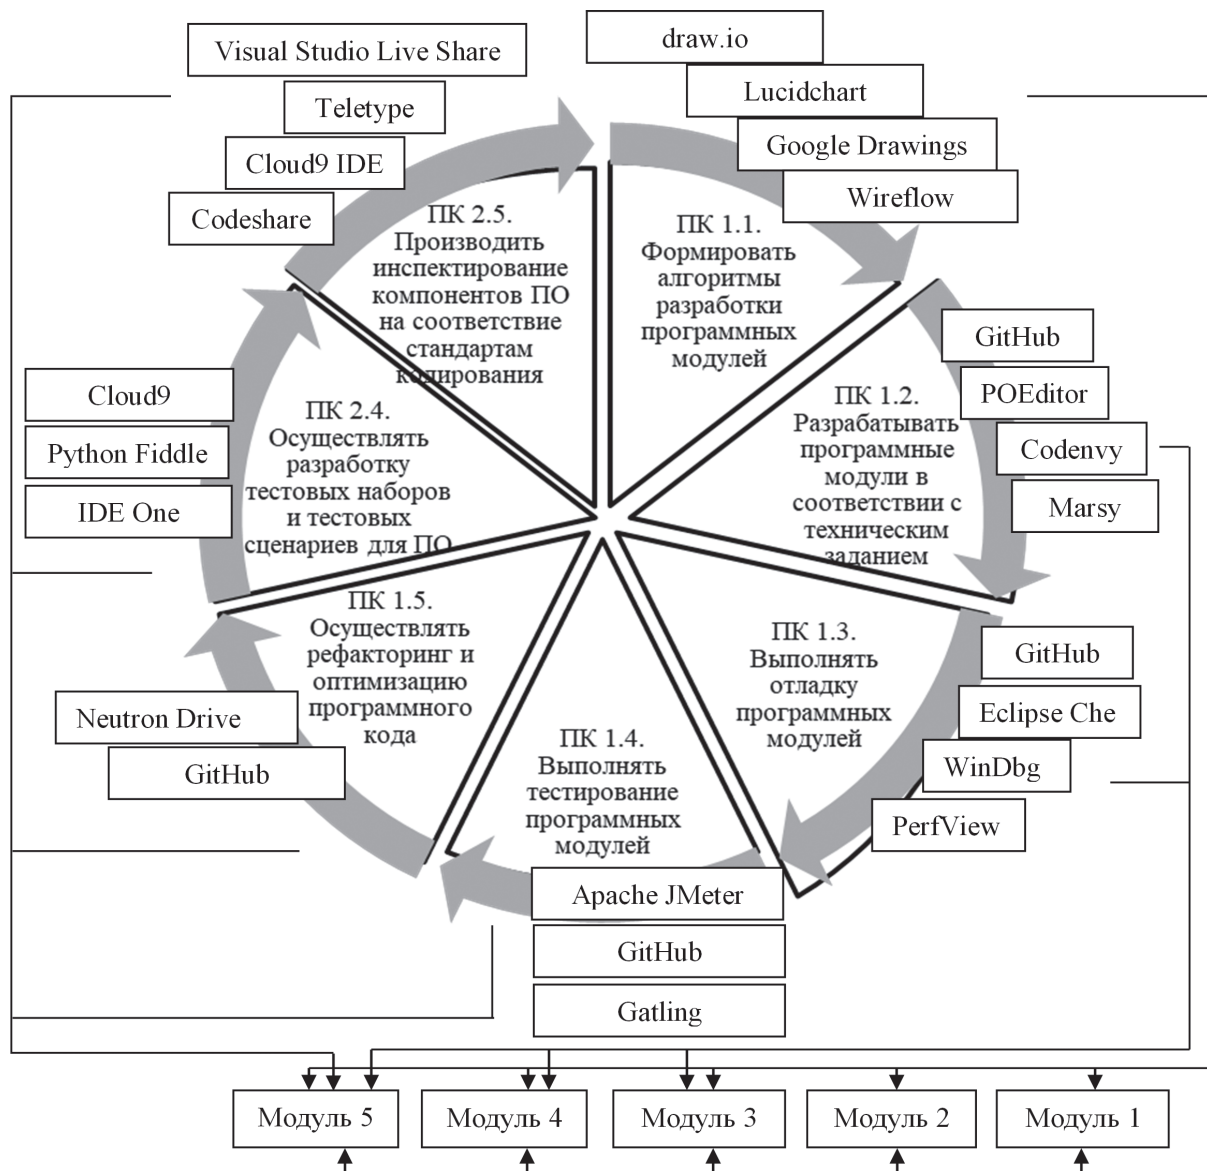 draw.io
Lucidchart
Google Drawings
Wireflow
ПК 1.1.
Формировать
алгоритмы
разработки
программных
модулей
GitHub
POEditor
Codenvy
Marsy
ПК 1.2.
Разрабатывать
программные
модули в
соответствии с
техническим
заданием
GitHub
Eclipse Che
WinDbg
PerfView
ПК 1.3.
Выполнять
отладку
программных
модулей
ПК 1.4.
Выполнять
тестирование
программных
модулей
Apache JMeter
GitHub
Gatling
ПК 1.5.
Осуществлять
рефакторинг и
оптимизацию
программного
кода
Neutron Drive
GitHub
Cloud9
Python Fiddle
IDE One
ПК 2.4.
Осуществлять
разработку
тестовых наборов
и тестовых
сценариев для ПО
Visual Studio Live Share
Teletype
Cloud9 IDE
Codeshare
ПК 2.5.
Производить
инспектирование
компонентов ПО
на соответствие
стандартам
кодирования
Модуль 5
Модуль 4
Модуль 3
Модуль 2
Модуль 1